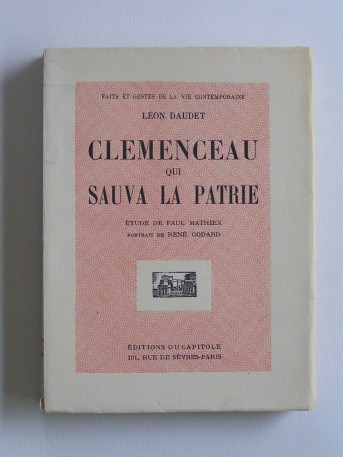 FAITS ET GESTES DE LA VIE CONTEMPORAINE
LÉON DAUDET
CLEMENCEAU
QUI
SAUVA LA PATRIE
ÉTUDE DE PAUL MATHIEX
PORTRAIT DE RENÉ GODARD
ÉDITIONS DU CAPITOLE
101, RUE DE SÈVRES-PARIS